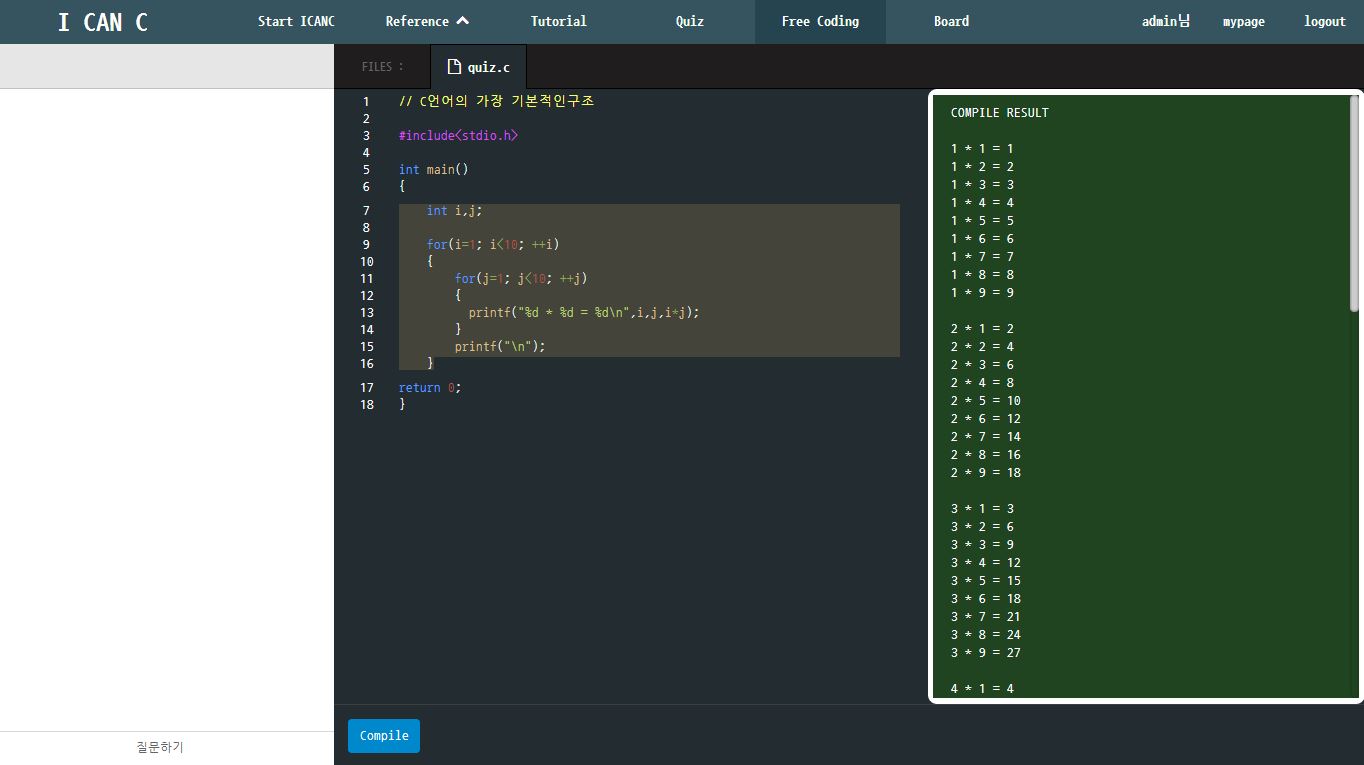 I CAN C Start ICANC Reference Tutorial Quiz Free Coding Board admin님 mypage logout
FILES : quiz.c
1 // C언어의 가장 기본적인구조
2
3 #include<stdio.h>
4
5 int main()
6 {
7 int i,j;
8
9 for(i=1; i<10; ++i)
10 {
11 for(j=1; j<10; ++j)
12 {
13 printf("%d * %d = %d\n",i,j,i*j);
14 }
15 printf("\n");
16 }
17 return 0;
18 }
COMPILE RESULT
1 * 1 = 1
1 * 2 = 2
1 * 3 = 3
1 * 4 = 4
1 * 5 = 5
1 * 6 = 6
1 * 7 = 7
1 * 8 = 8
1 * 9 = 9
2 * 1 = 2
2 * 2 = 4
2 * 3 = 6
2 * 4 = 8
2 * 5 = 10
2 * 6 = 12
2 * 7 = 14
2 * 8 = 16
2 * 9 = 18
3 * 1 = 3
3 * 2 = 6
3 * 3 = 9
3 * 4 = 12
3 * 5 = 15
3 * 6 = 18
3 * 7 = 21
3 * 8 = 24
3 * 9 = 27
4 * 1 = 4
Compile
질문하기